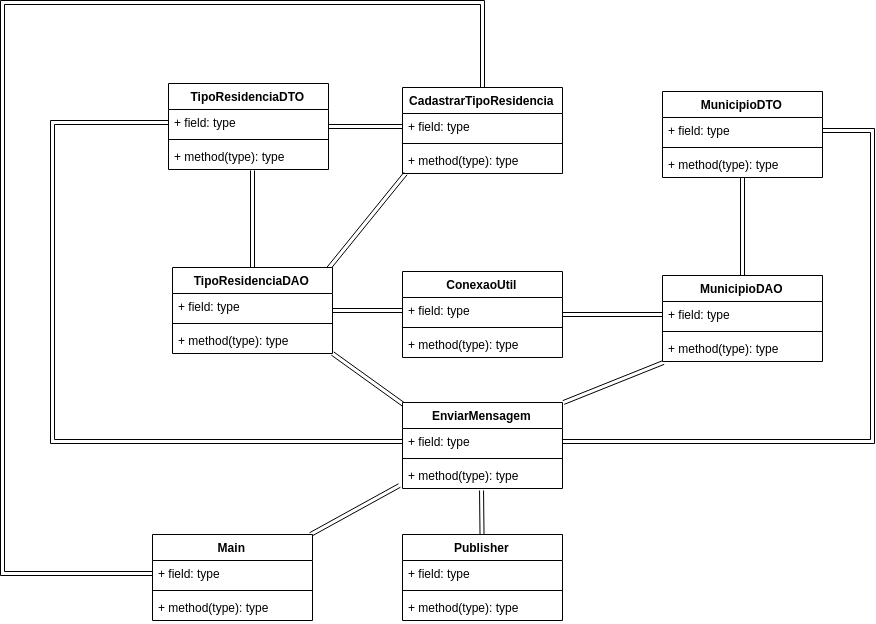 TipoResidenciaDTO
+ field: type
+ method(type): type
CadastrarTipoResidencia
+ field: type
+ method(type): type
MunicipioDTO
+ field: type
+ method(type): type
TipoResidenciaDAO
+ field: type
+ method(type): type
ConexaoUtil
+ field: type
+ method(type): type
MunicipioDAO
+ field: type
+ method(type): type
EnviarMensagem
+ field: type
+ method(type): type
Main
+ field: type
+ method(type): type
Publisher
+ field: type
+ method(type): type